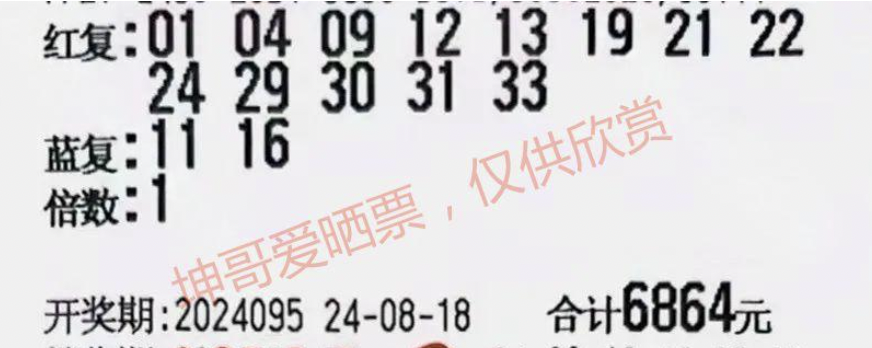 红复:01 04 09 12 13 19 21 22
24 29 30 31 33
蓝复:11 16
倍数:1
坤哥爱晒票，仅供欣赏
开奖期:2024095 24-08-18 合计6864元